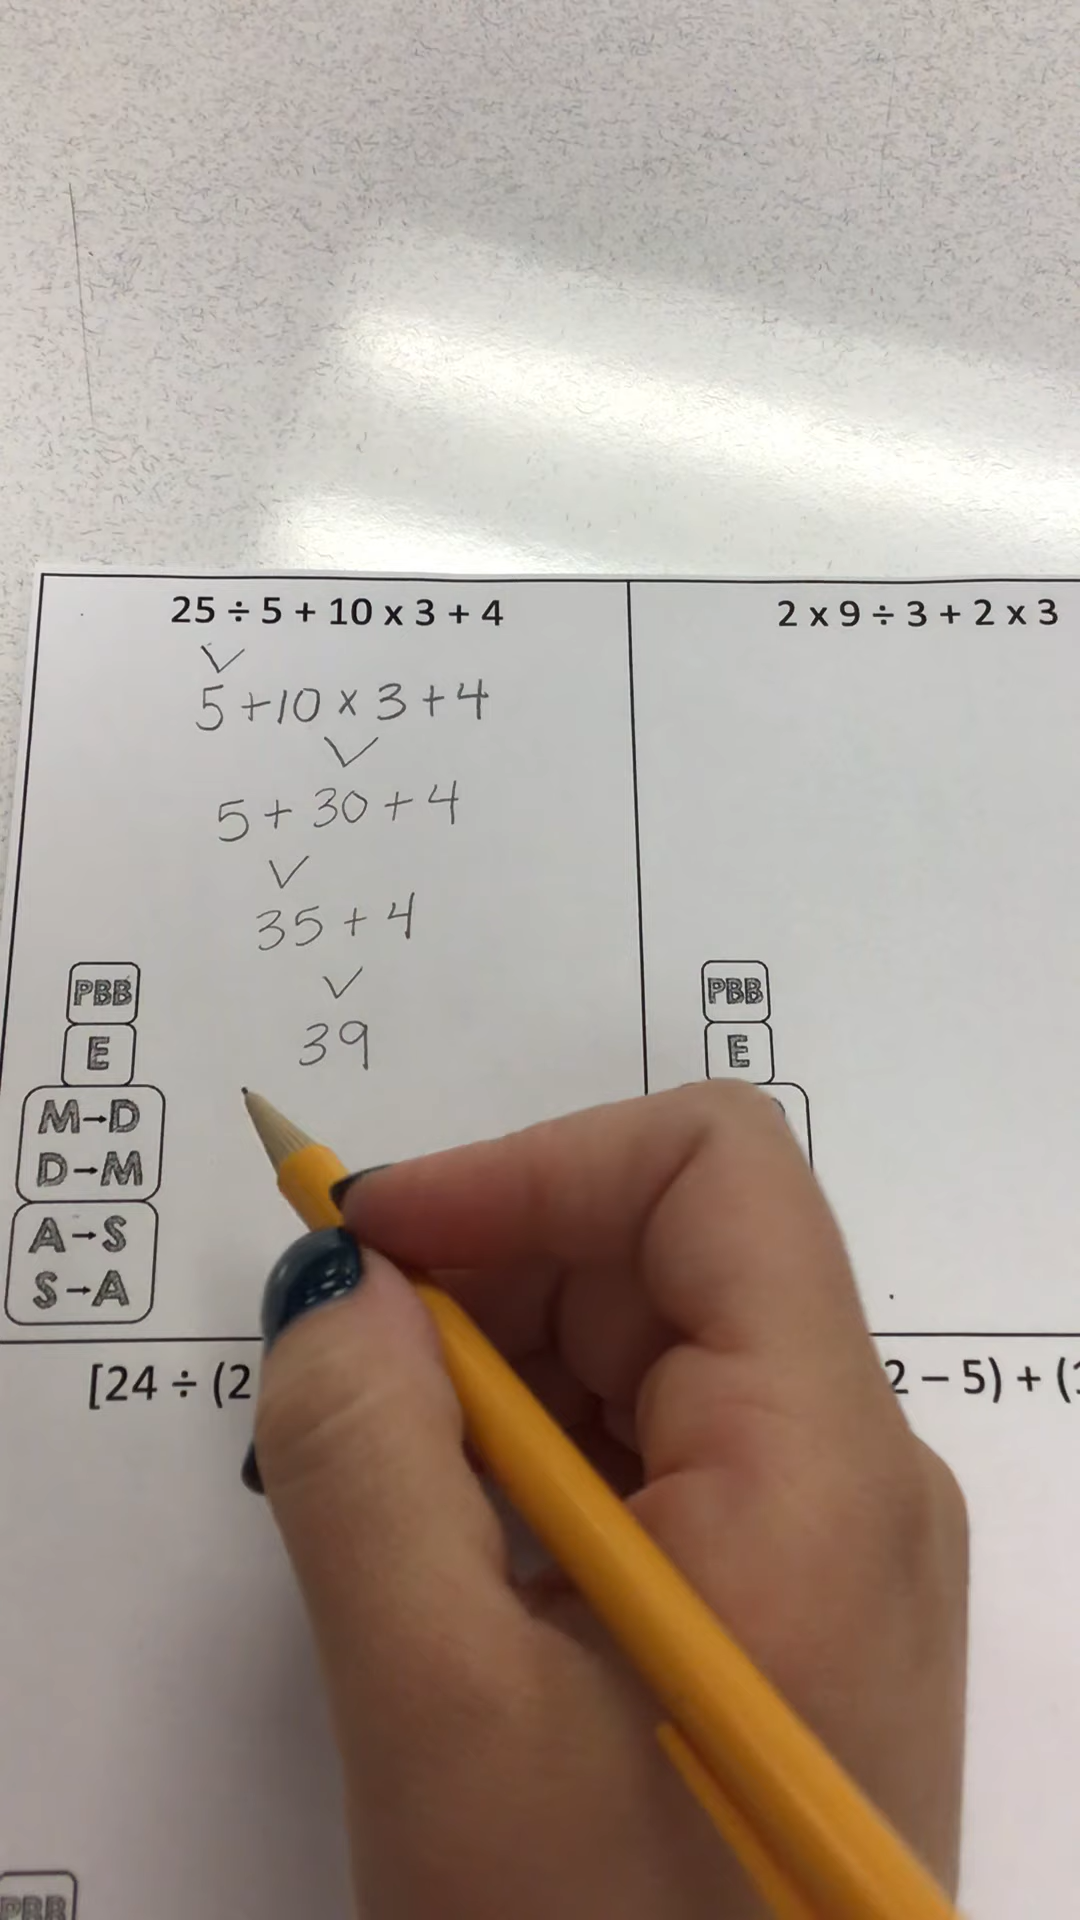 25 ÷ 5 + 10 x 3 + 4
5 + 10 x 3 + 4
5 + 30 + 4
35 + 4
39
PBB
E
M→D
D→M
A→S
S→A
2 x 9 ÷ 3 + 2 x 3
PBB
E
[24 ÷ (2
2 – 5) + (
PBB